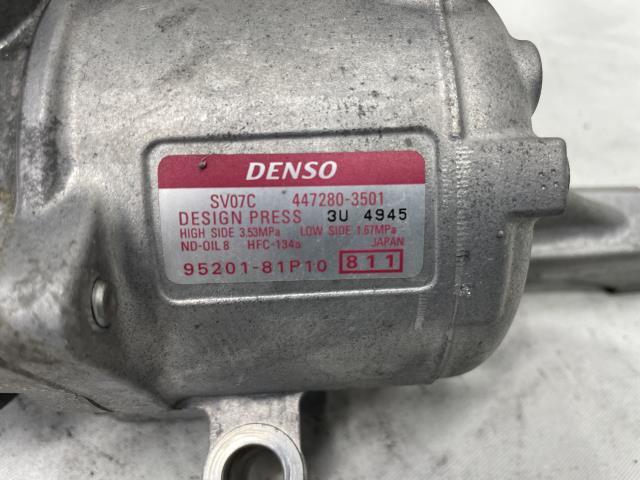 DENSO
SV07C 447280-3501
DESIGN PRESS 3U 4945
HIGH SIDE 3.53MPa LOW SIDE 1.67MPa
ND-OIL 8 HFC-134a JAPAN
95201-81P10 811